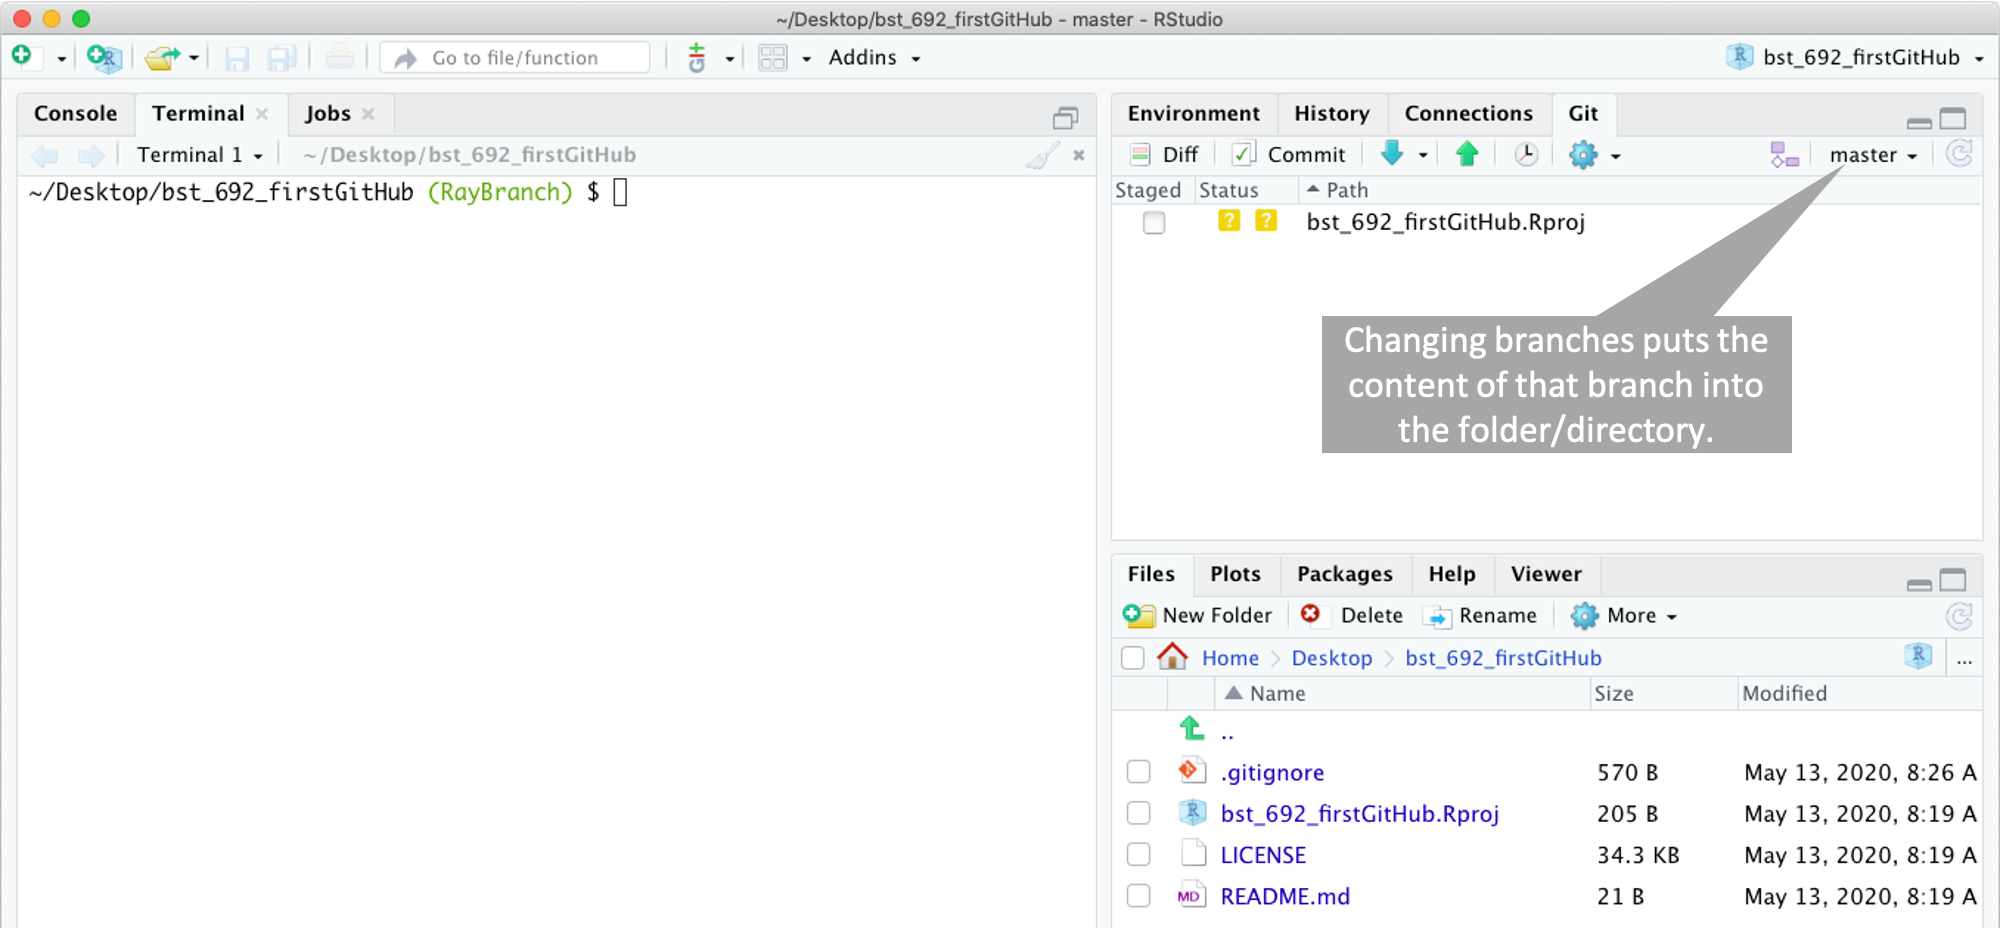 ~/Desktop/bst_692_firstGitHub - master - RStudio
Go to file/function
GIT
Addins
R bst_692_firstGitHub
Console Terminal Jobs
Terminal 1 ~/Desktop/bst_692_firstGitHub
~/Desktop/bst_692_firstGitHub (RayBranch) $
Environment History Connections Git
Diff Commit master
Staged Status Path
? ? bst_692_firstGitHub.Rproj
Changing branches puts the
content of that branch into
the folder/directory.
Files Plots Packages Help Viewer
New Folder Delete Rename More
Home Desktop bst_692_firstGitHub R ...
Name Size Modified
..
.gitignore 570 B May 13, 2020, 8:26 A
R bst_692_firstGitHub.Rproj 205 B May 13, 2020, 8:19 A
LICENSE 34.3 KB May 13, 2020, 8:19 A
MD README.md 21 B May 13, 2020, 8:19 A